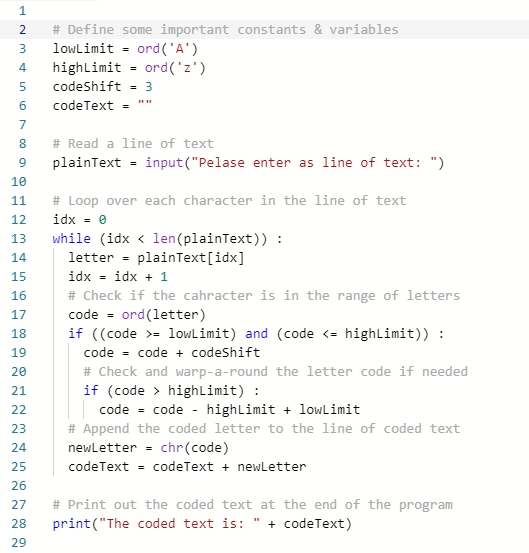 1
2 # Define some important constants & variables
3 lowLimit = ord('A')
4 highLimit = ord('z')
5 codeShift = 3
6 codeText = ""
7
8 # Read a line of text
9 plainText = input("Pelase enter as line of text: ")
10
11 # Loop over each character in the line of text
12 idx = 0
13 while (idx < len(plainText)) :
14   letter = plainText[idx]
15   idx = idx + 1
16   # Check if the cahracter is in the range of letters
17   code = ord(letter)
18   if ((code >= lowLimit) and (code <= highLimit)) :
19     code = code + codeShift
20     # Check and warp-a-round the letter code if needed
21     if (code > highLimit) :
22       code = code - highLimit + lowLimit
23   # Append the coded letter to the line of coded text
24   newLetter = chr(code)
25   codeText = codeText + newLetter
26
27 # Print out the coded text at the end of the program
28 print("The coded text is: " + codeText)
29